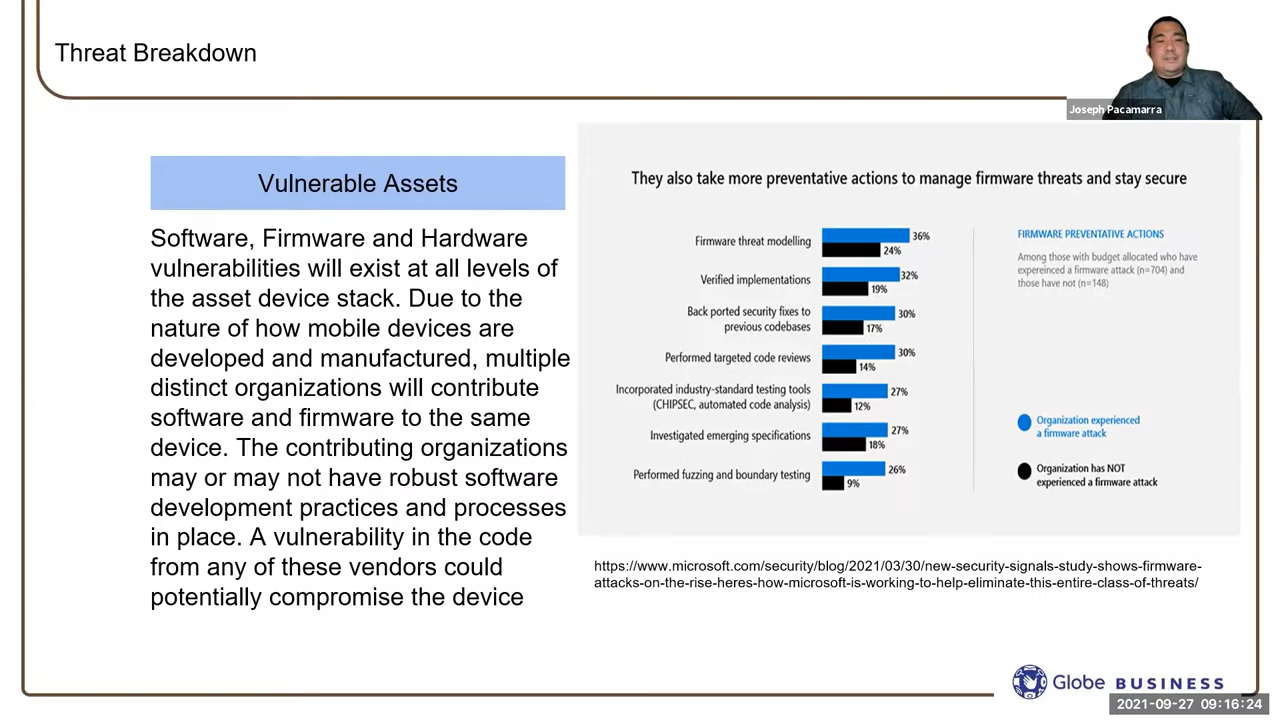 Threat Breakdown
Joseph Pacamarra
Vulnerable Assets
Software, Firmware and Hardware
vulnerabilities will exist at all levels of
the asset device stack. Due to the
nature of how mobile devices are
developed and manufactured, multiple
distinct organizations will contribute
software and firmware to the same
device. The contributing organizations
may or may not have robust software
development practices and processes
in place. A vulnerability in the code
from any of these vendors could
potentially compromise the device
They also take more preventative actions to manage firmware threats and stay secure
Firmware threat modelling
36%
24%
Verified implementations
32%
19%
Back ported security fixes to
previous codebases
30%
17%
Performed targeted code reviews
30%
14%
Incorporated industry-standard testing tools
(CHIPSEC, automated code analysis)
27%
12%
Investigated emerging specifications
27%
18%
Performed fuzzing and boundary testing
26%
9%
FIRMWARE PREVENTATIVE ACTIONS
Among those with budget allocated who have
expereinced a firmware attack (n=704) and
those have not (n=148)
Organization experienced
a firmware attack
Organization has NOT
experienced a firmware attack
https://www.microsoft.com/security/blog/2021/03/30/new-security-signals-study-shows-firmware-
attacks-on-the-rise-heres-how-microsoft-is-working-to-help-eliminate-this-entire-class-of-threats/
Globe BUSINESS
2021-09-27 09:16:24